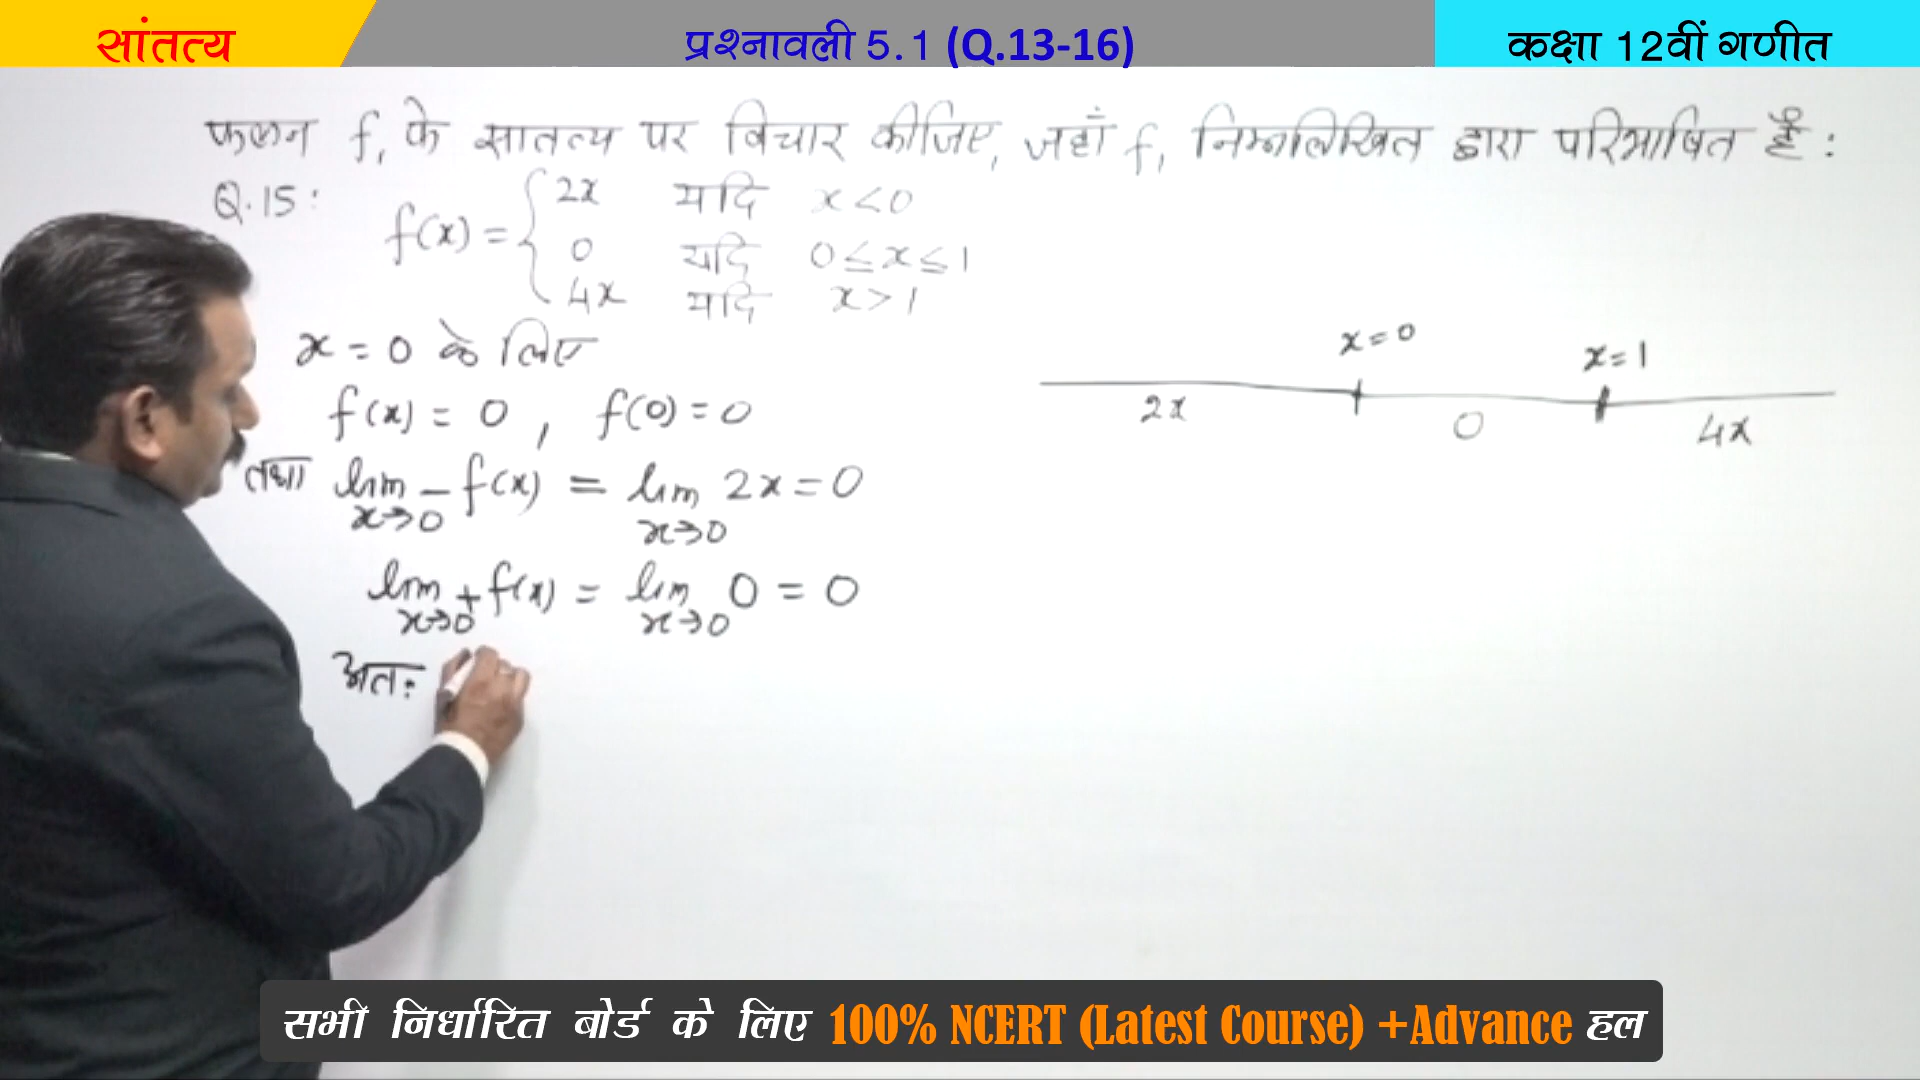 सांतत्य
प्रश्नावली 5.1 (Q.13-16)
कक्षा 12वीं गणीत
फलन f, के सातत्य पर विचार कीजिए, जहाँ f, निम्नलिखित द्वारा परिभाषित है :
Q.15:
f(x) = { 2x यदि x < 0
0 यदि 0 ≤ x ≤ 1
4x यदि x > 1
x = 0 के लिए
f(x) = 0 , f(0) = 0
तथा lim x→0⁻ f(x) = lim x→0 2x = 0
lim x→0⁺ f(x) = lim x→0 0 = 0
अतः
x = 0
x = 1
2x
0
4x
सभी निर्धारित बोर्ड के लिए 100% NCERT (Latest Course) +Advance हल